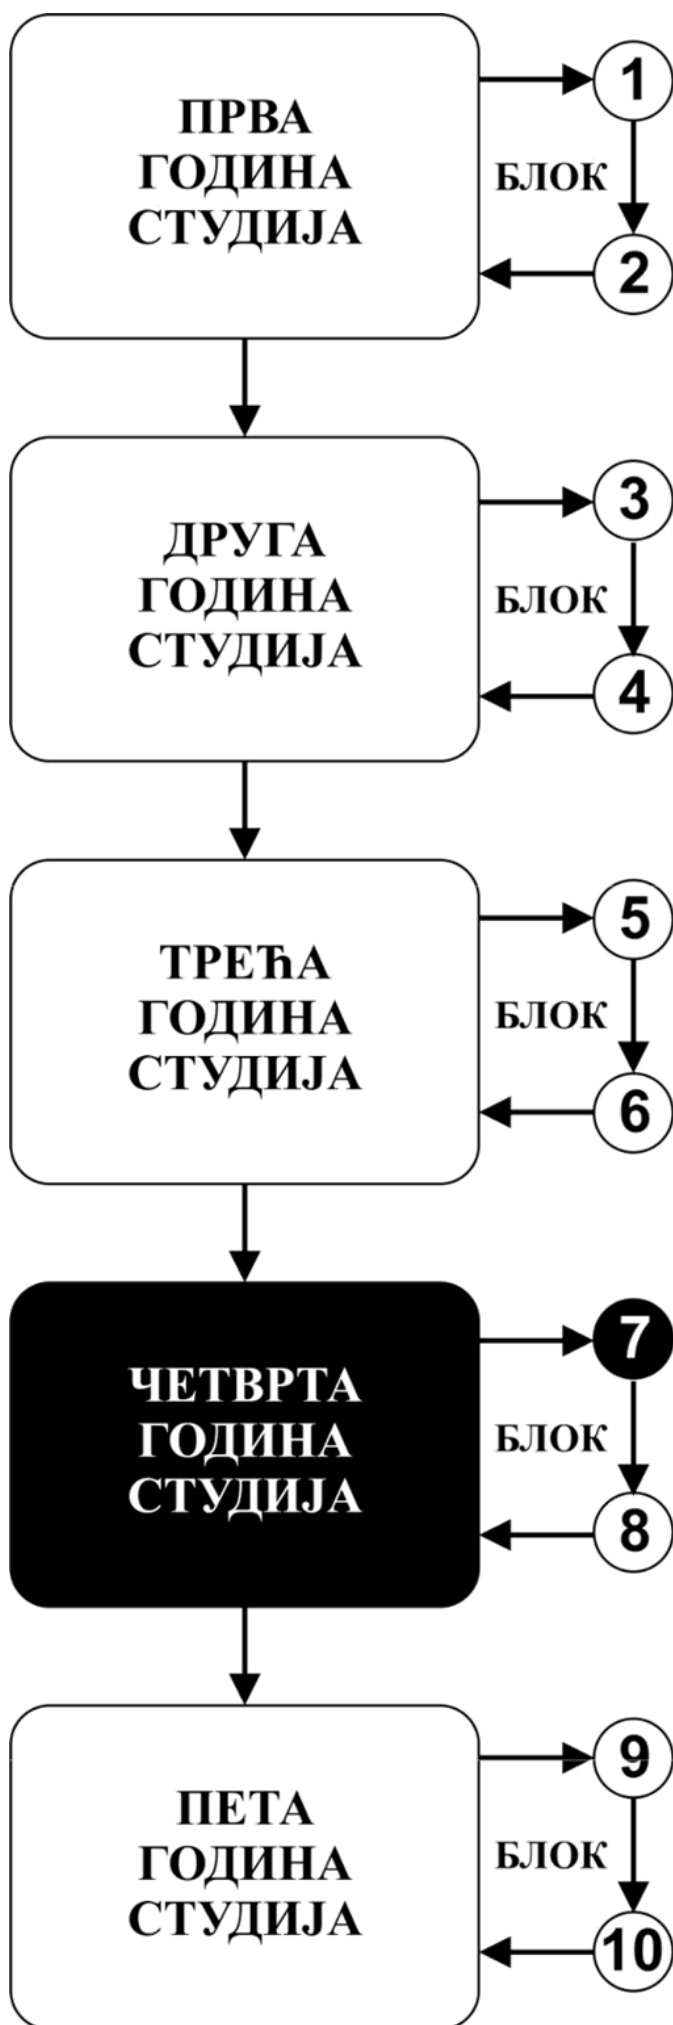 ПРВА
ГОДИНА
СТУДИЈА
1
БЛОК
2
ДРУГА
ГОДИНА
СТУДИЈА
3
БЛОК
4
ТРЕЋА
ГОДИНА
СТУДИЈА
5
БЛОК
6
ЧЕТВРТА
ГОДИНА
СТУДИЈА
7
БЛОК
8
ПЕТА
ГОДИНА
СТУДИЈА
9
БЛОК
10